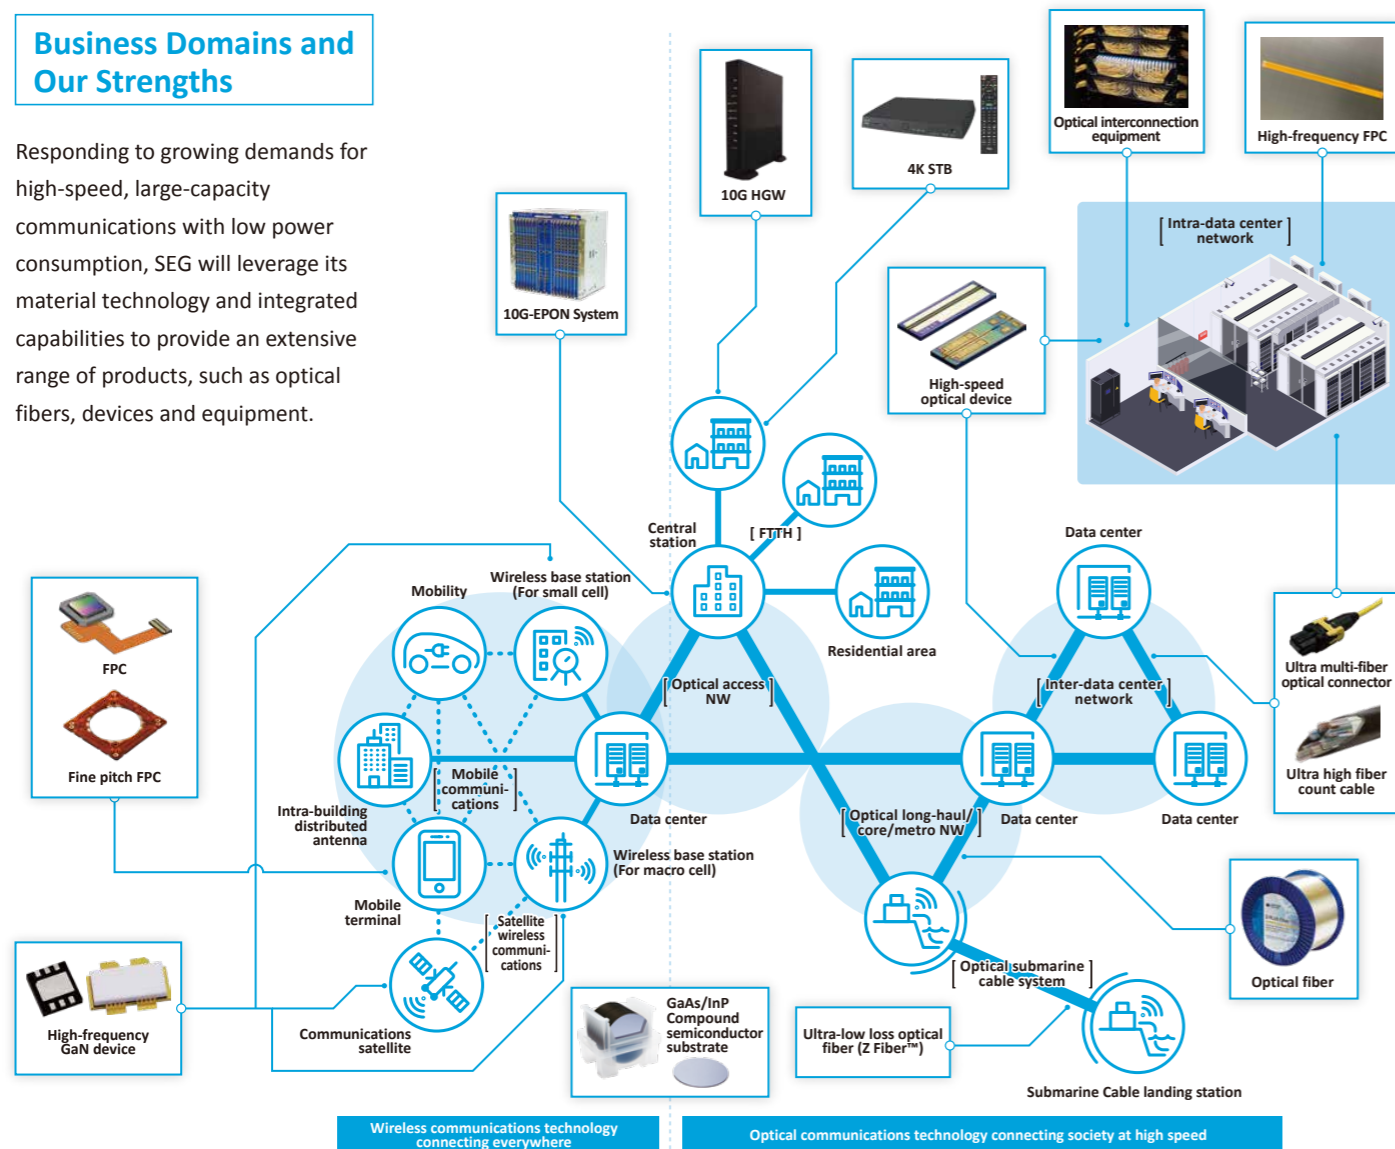 Business Domains and
Our Strengths
Responding to growing demands for
high-speed, large-capacity
communications with low power
consumption, SEG will leverage its
material technology and integrated
capabilities to provide an extensive
range of products, such as optical
fibers, devices and equipment.
10G-EPON System
10G HGW
4K STB
Optical interconnection
equipment
High-frequency FPC
[ Intra-data center
network ]
High-speed
optical device
Central
station
[ FTTH ]
Residential area
Data center
Mobility
Wireless base station
(For small cell)
FPC
Fine pitch FPC
[ Optical access
NW ]
[ Inter-data center
network ]
Ultra multi-fiber
optical connector
Ultra high fiber
count cable
Intra-building
distributed
antenna
[ Mobile
communi-
cations ]
Data center
[ Optical long-haul/
core/metro NW ]
Data center
Data center
Wireless base station
(For macro cell)
Mobile
terminal
[ Satellite
wireless
communi-
cations ]
Optical fiber
High-frequency
GaN device
Communications
satellite
GaAs/InP
Compound
semiconductor
substrate
[ Optical submarine
cable system ]
Ultra-low loss optical
fiber (Z Fiber™)
Submarine Cable landing station
Wireless communications technology
connecting everywhere
Optical communications technology connecting society at high speed